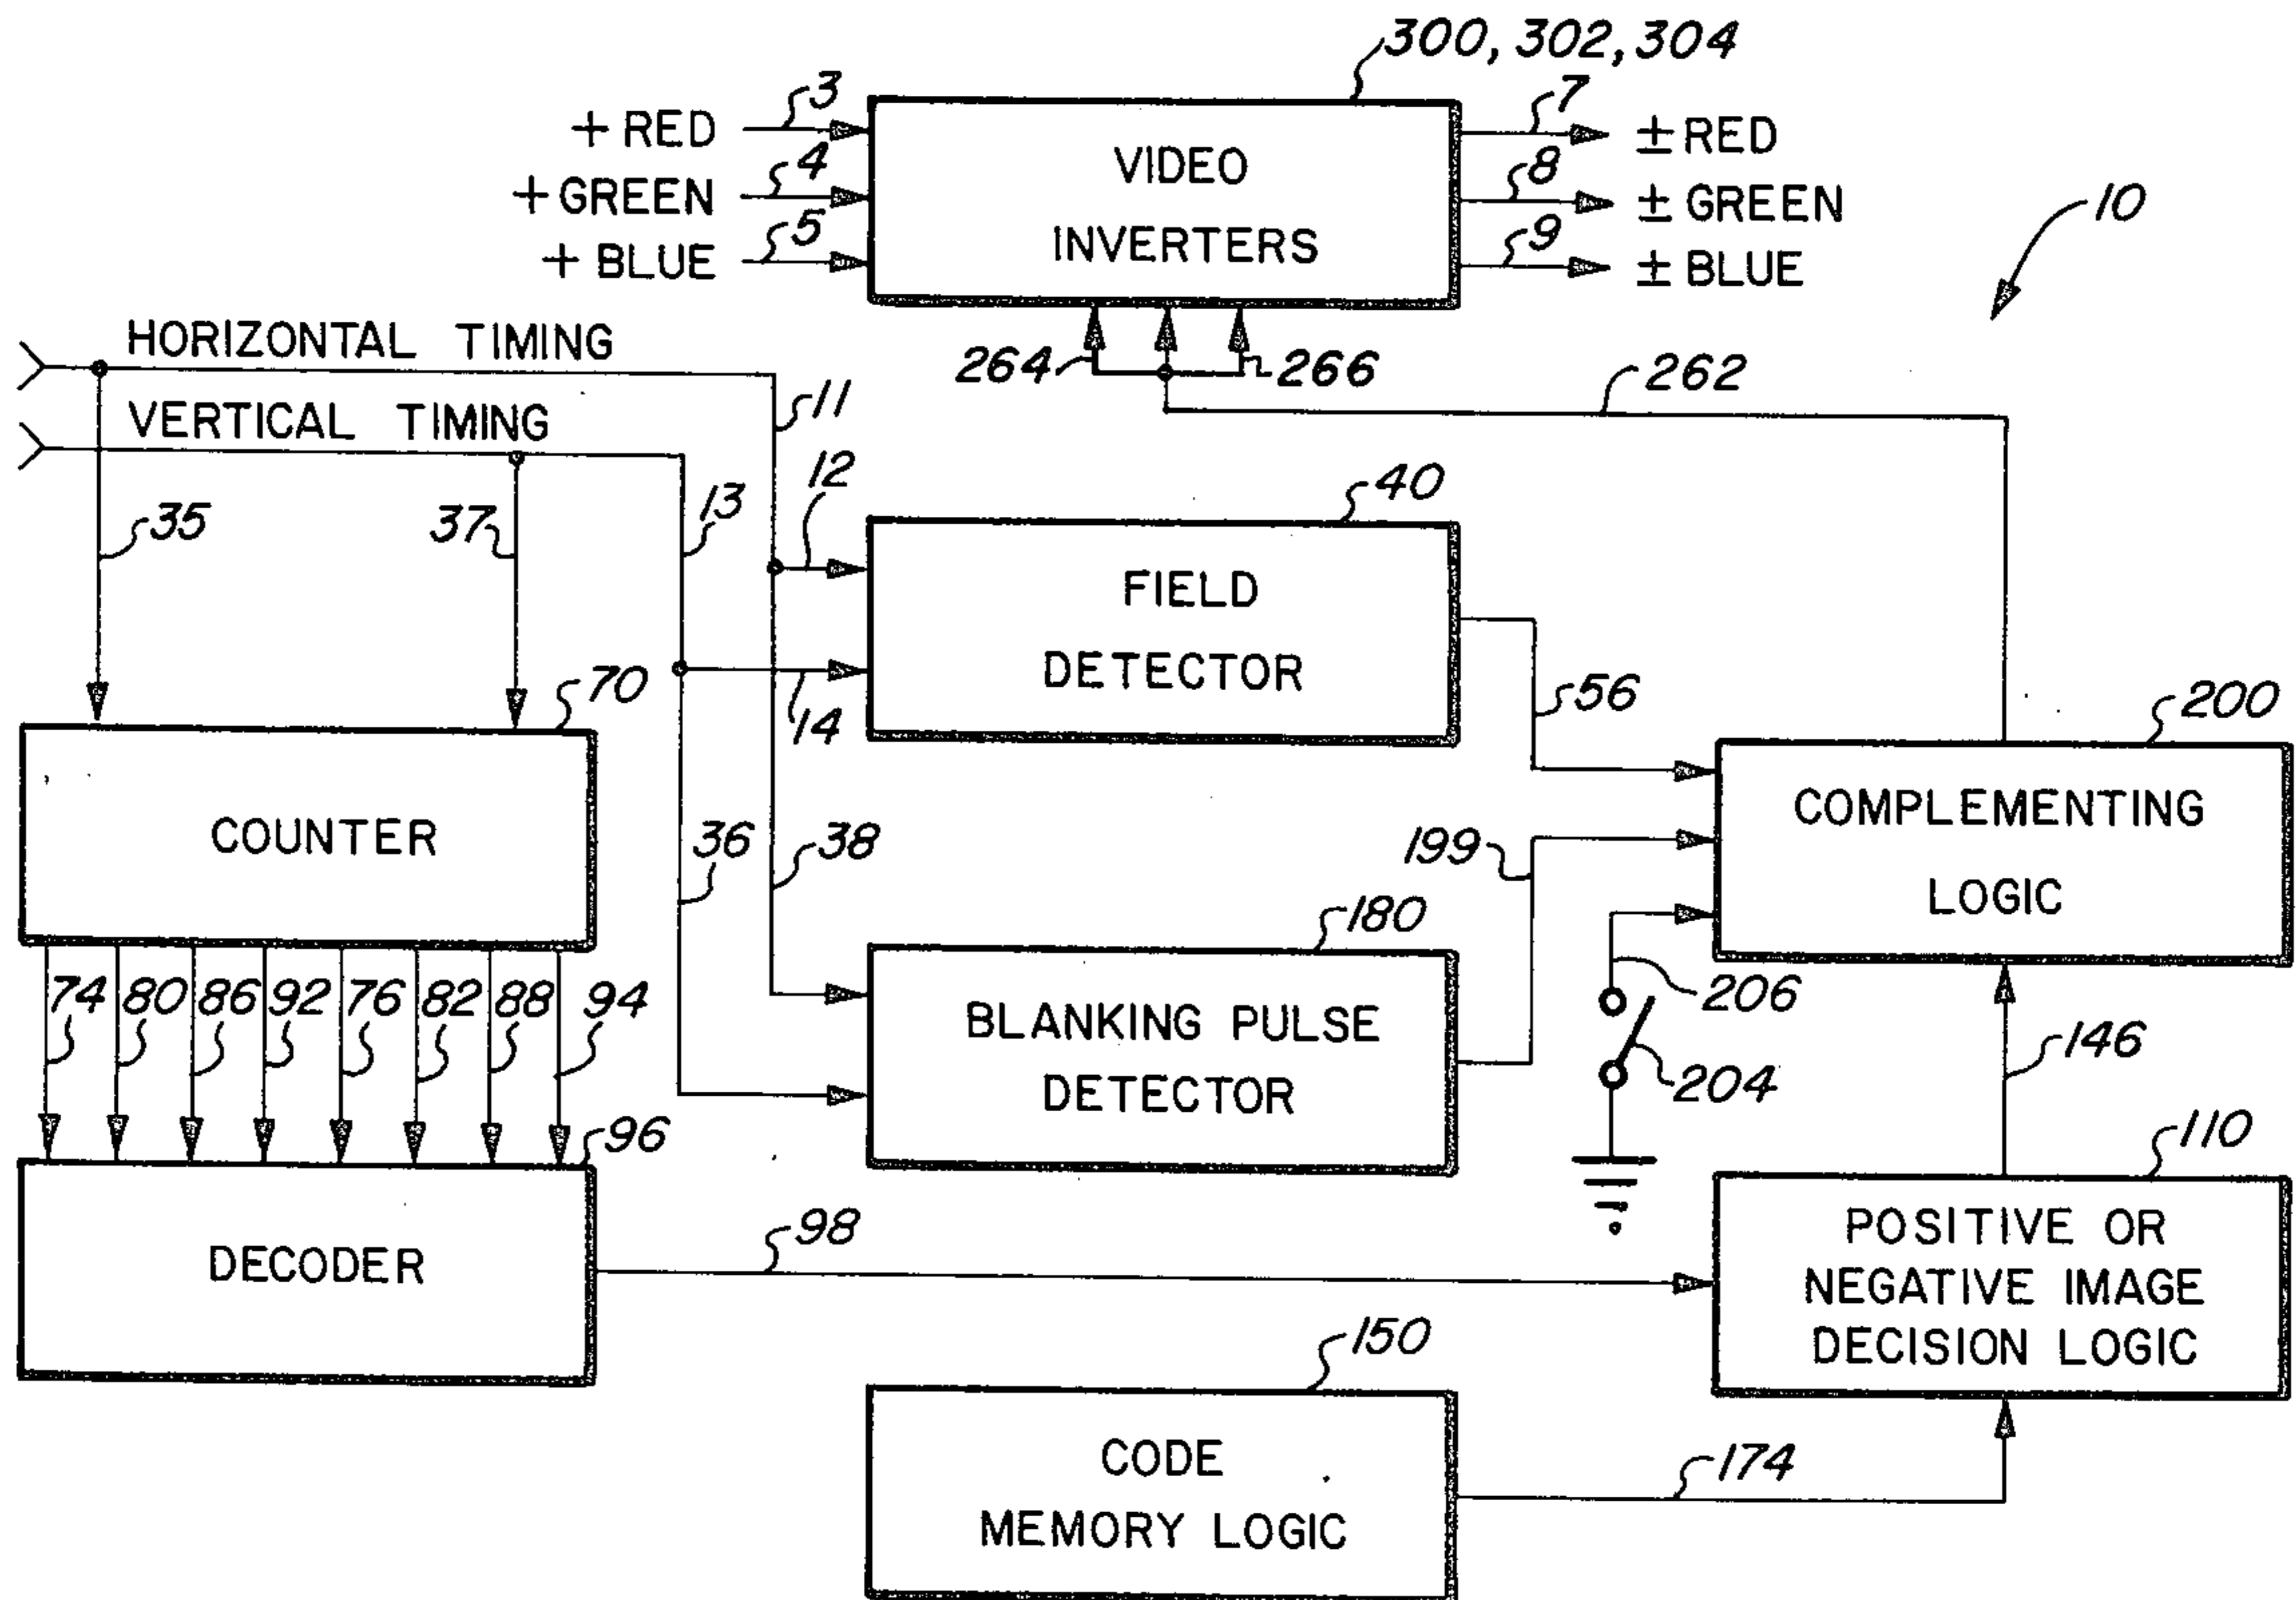 300, 302, 304
+ RED 3
+ GREEN 4
+ BLUE 5
VIDEO
INVERTERS
7 ± RED
8 ± GREEN
9 ± BLUE
10
HORIZONTAL TIMING
VERTICAL TIMING
264
266
262
11
12
13
14
35
37
40
FIELD
DETECTOR
56
70
COUNTER
36
38
199
200
COMPLEMENTING
LOGIC
180
BLANKING PULSE
DETECTOR
206
204
146
74 80 86 92 76 82 88 94
96
DECODER
98
110
POSITIVE OR
NEGATIVE IMAGE
DECISION LOGIC
150
CODE
MEMORY LOGIC
174